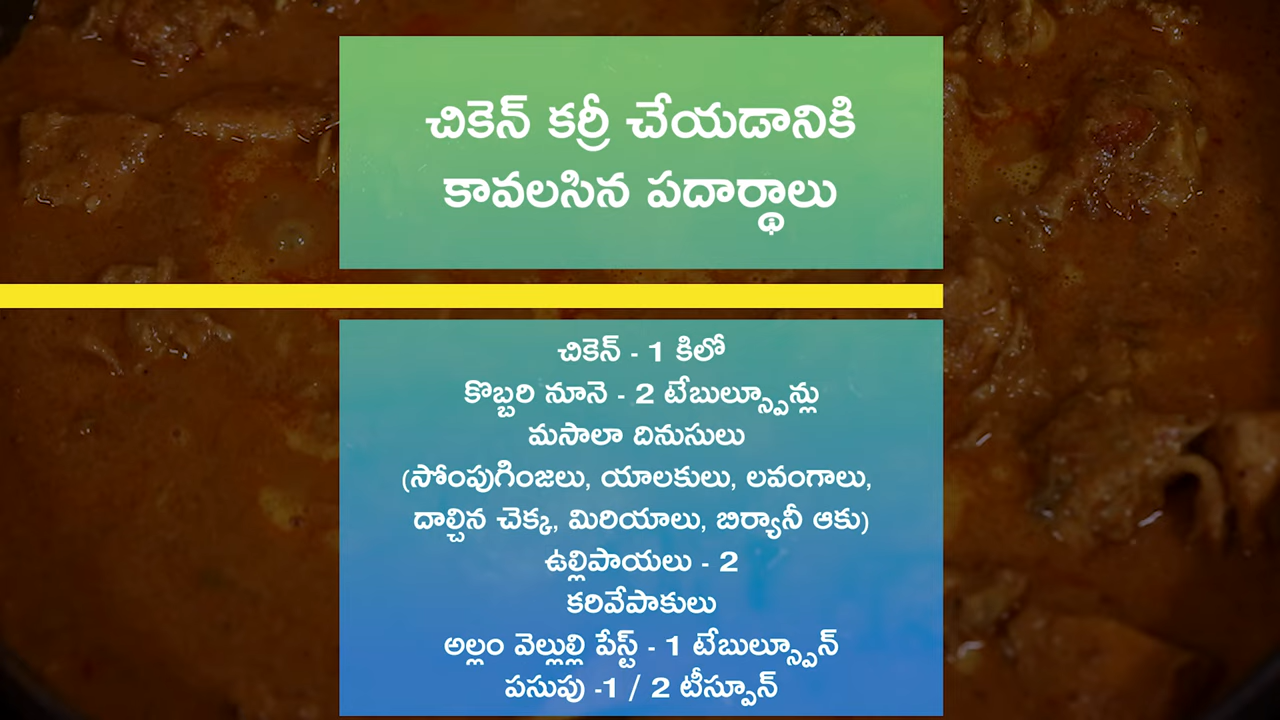 చికెన్ కర్రీ చేయడానికి
కావలసిన పదార్థాలు
చికెన్ - 1 కిలో
కొబ్బరి నూనె - 2 టేబుల్స్పూన్లు
మసాలా దినుసులు
(సోంపుగింజలు, యాలకులు, లవంగాలు,
దాల్చిన చెక్క, మిరియాలు, బిర్యానీ ఆకు)
ఉల్లిపాయలు - 2
కరివేపాకులు
అల్లం వెల్లుల్లి పేస్ట్ - 1 టేబుల్స్పూన్
పసుపు -1 / 2 టీస్పూన్